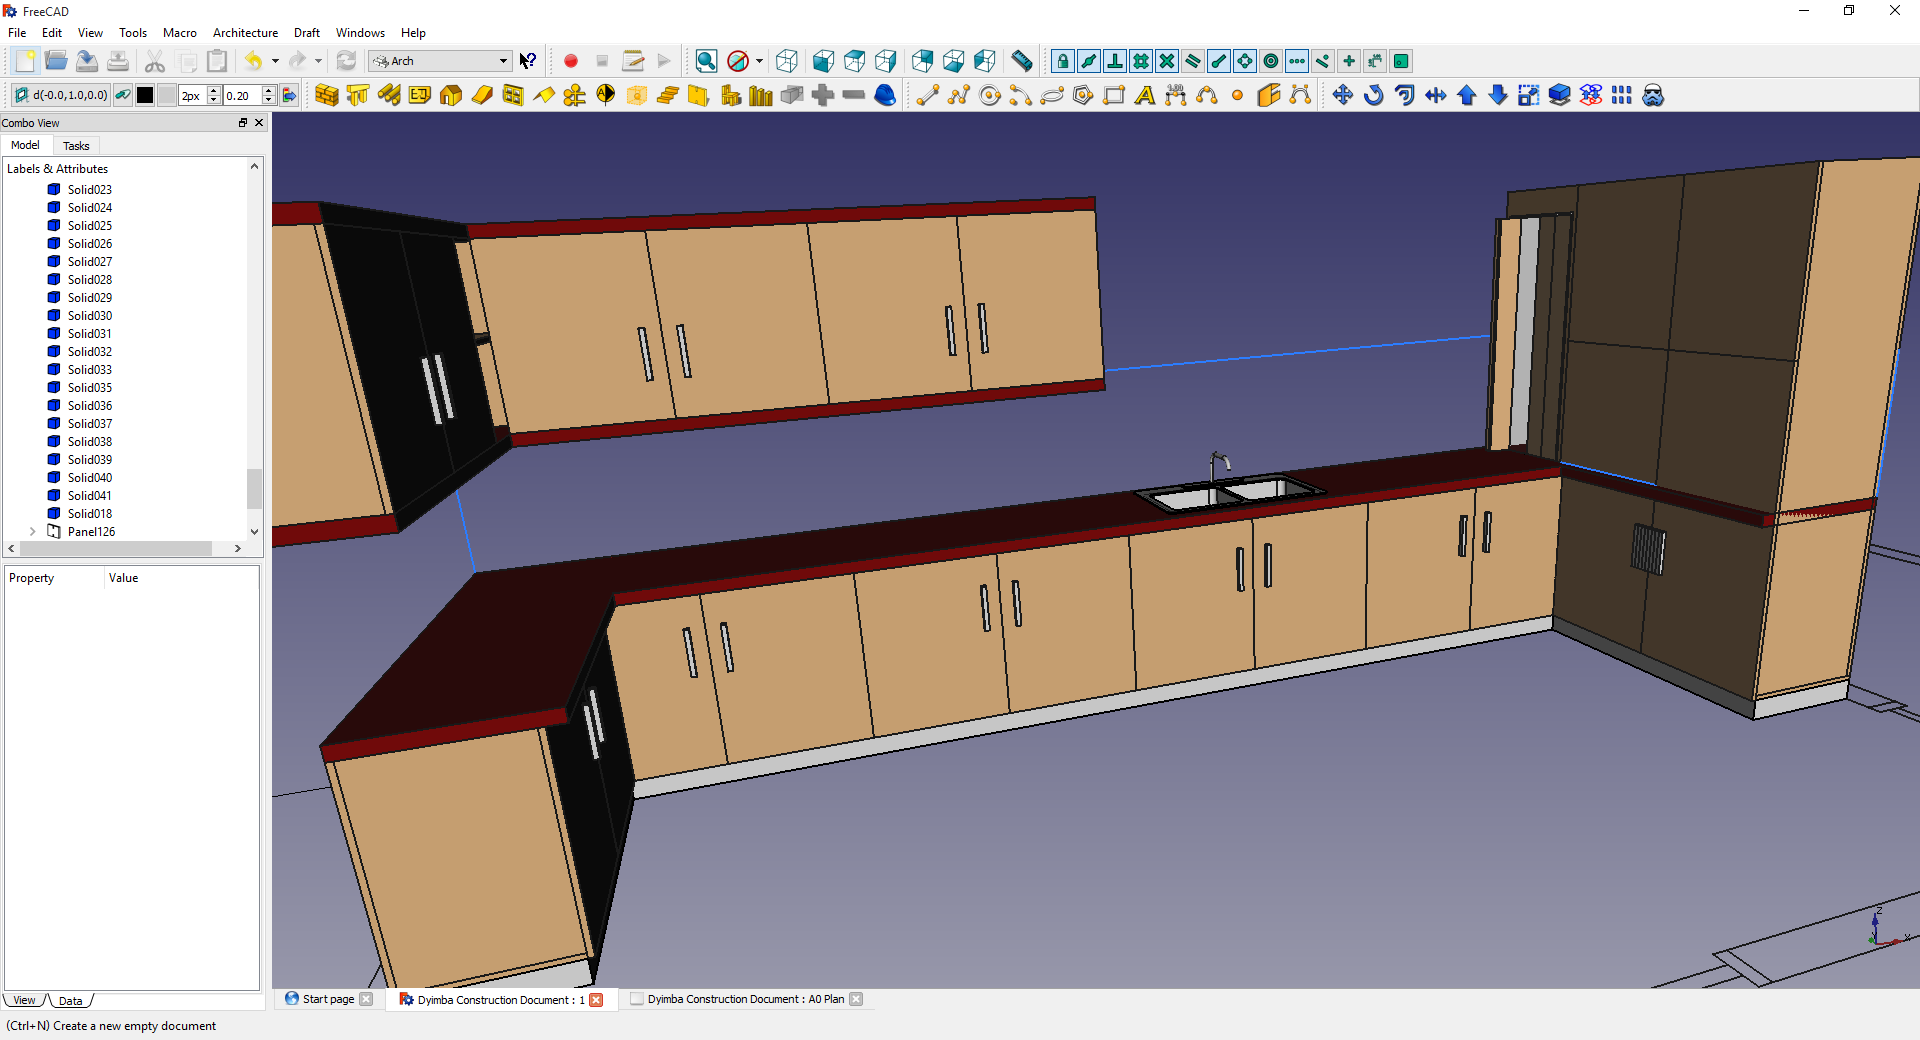 FreeCAD
File Edit View Tools Macro Architecture Draft Windows Help
Arch
d(-0.0,1.0,0.0) 2px 0.20
Combo View
Model Tasks
Labels & Attributes
Solid023
Solid024
Solid025
Solid026
Solid027
Solid028
Solid029
Solid030
Solid031
Solid032
Solid033
Solid035
Solid036
Solid037
Solid038
Solid039
Solid040
Solid041
Solid018
Panel126
Property Value
View Data
Z
X
Start page Dyimba Construction Document : 1 Dyimba Construction Document : A0 Plan
(Ctrl+N) Create a new empty document